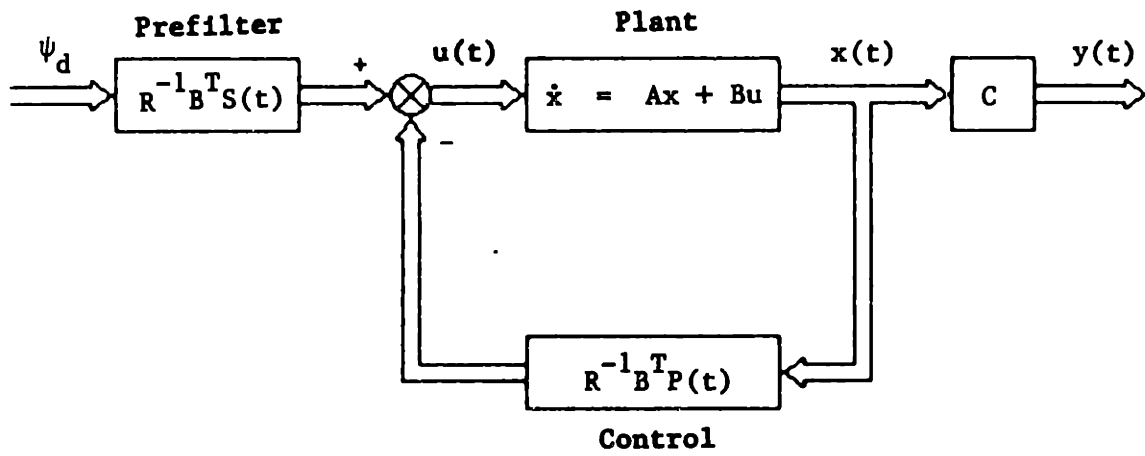 Prefilter
Plant
ψd
R⁻¹BᵀS(t)
+
-
u(t)
ẋ = Ax + Bu
x(t)
C
y(t)
R⁻¹BᵀP(t)
Control